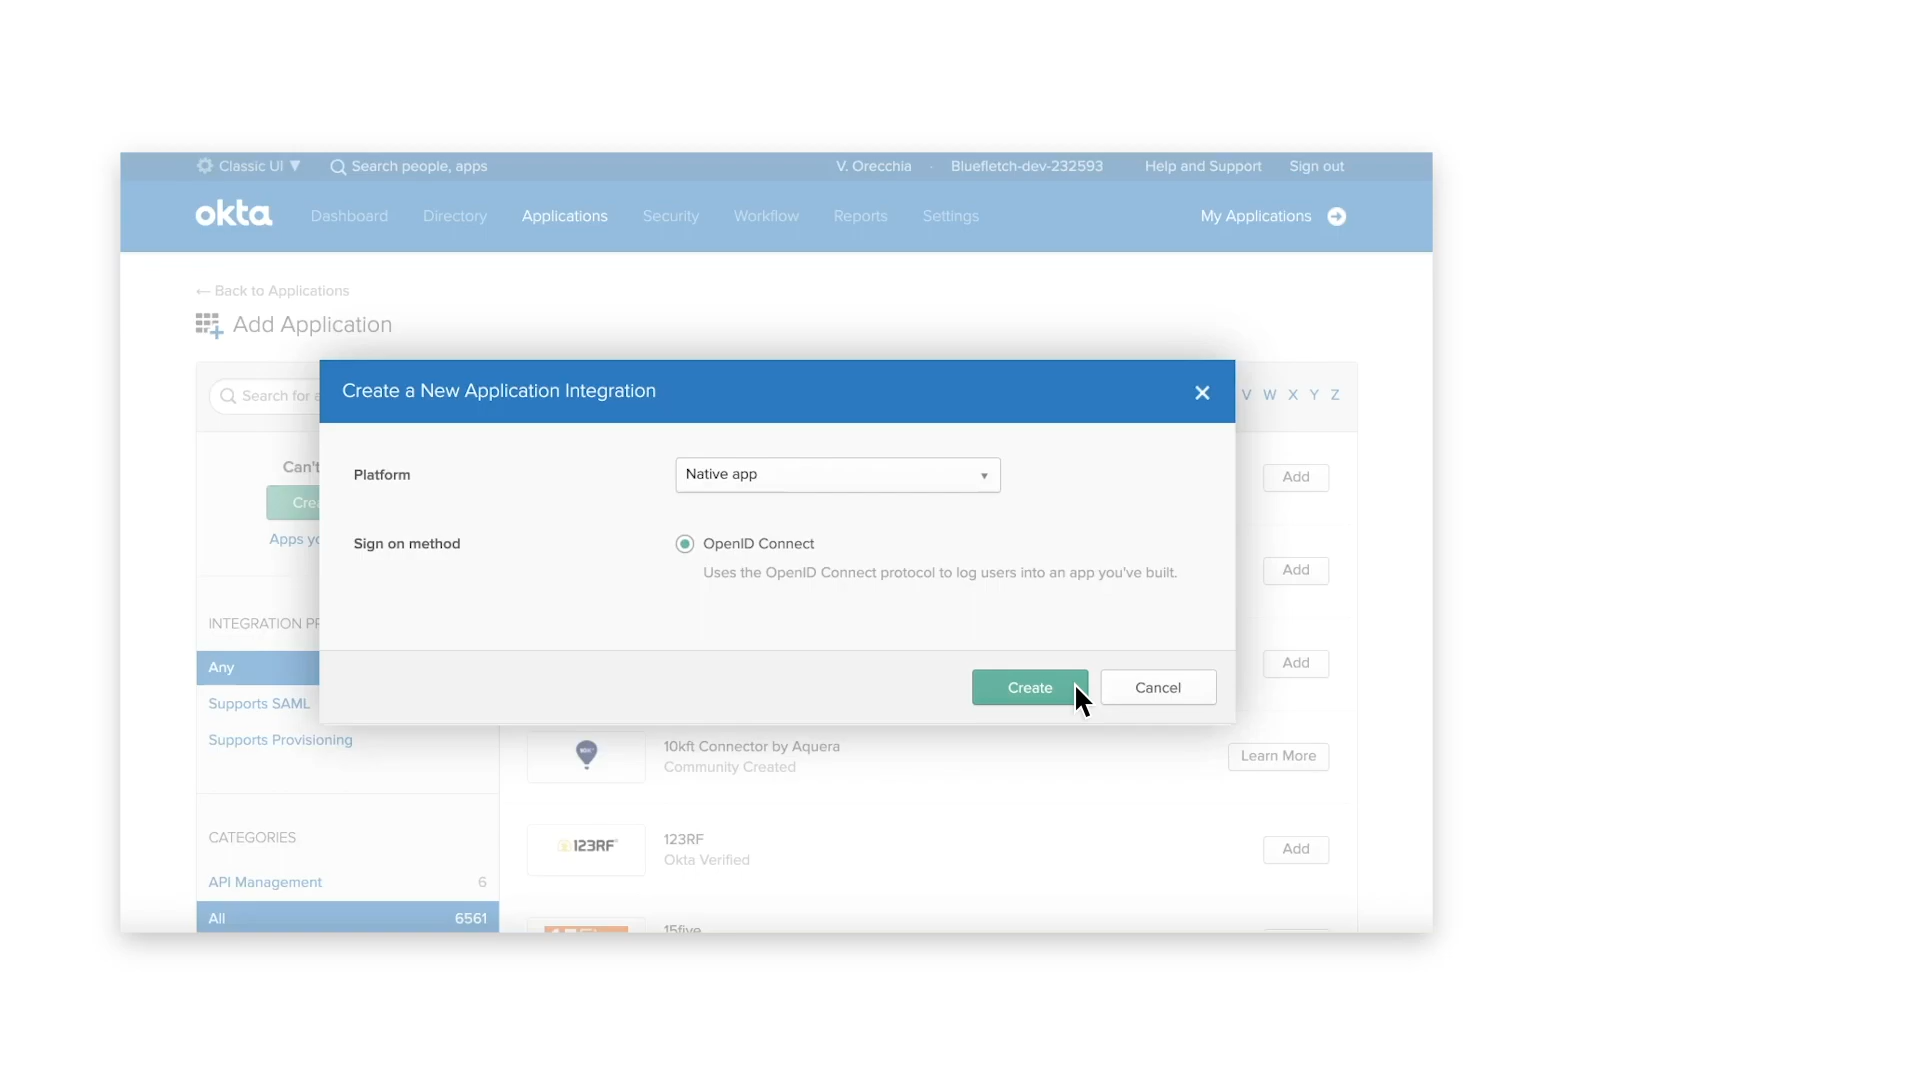 Classic UI ▼ Search people, apps V. Orecchia - Bluefletch-dev-232593 Help and Support Sign out
okta Dashboard Directory Applications Security Workflow Reports Settings My Applications
← Back to Applications
Add Application
Search for a
V W X Y Z
Can't
Crea
Apps yo
INTEGRATION PR
Any
Supports SAML
Supports Provisioning
CATEGORIES
API Management 6
All 6561
Create a New Application Integration
Platform Native app
Sign on method OpenID Connect
Uses the OpenID Connect protocol to log users into an app you've built.
Create Cancel
Add
Add
Add
10kft Connector by Aquera
Community Created
Learn More
123RF 123RF
Okta Verified
Add
15five